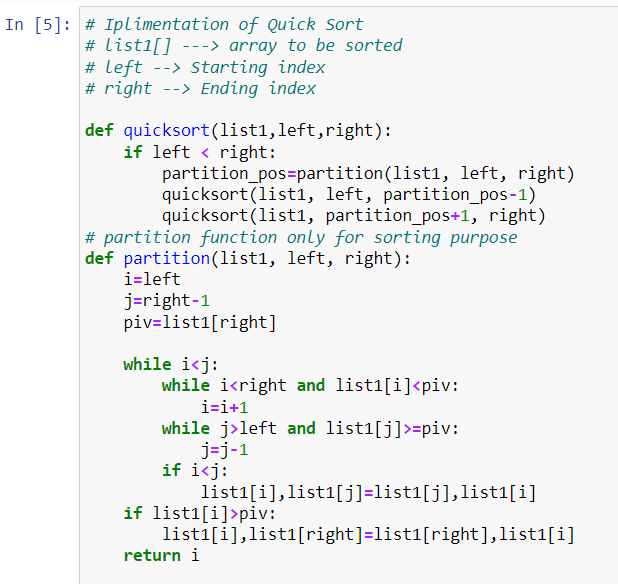 In [5]: # Iplimentation of Quick Sort
# list1[] ---> array to be sorted
# left --> Starting index
# right --> Ending index

def quicksort(list1,left,right):
    if left < right:
        partition_pos=partition(list1, left, right)
        quicksort(list1, left, partition_pos-1)
        quicksort(list1, partition_pos+1, right)
# partition function only for sorting purpose
def partition(list1, left, right):
    i=left
    j=right-1
    piv=list1[right]

    while i<j:
        while i<right and list1[i]<piv:
            i=i+1
        while j>left and list1[j]>=piv:
            j=j-1
        if i<j:
            list1[i],list1[j]=list1[j],list1[i]
    if list1[i]>piv:
        list1[i],list1[right]=list1[right],list1[i]
    return i